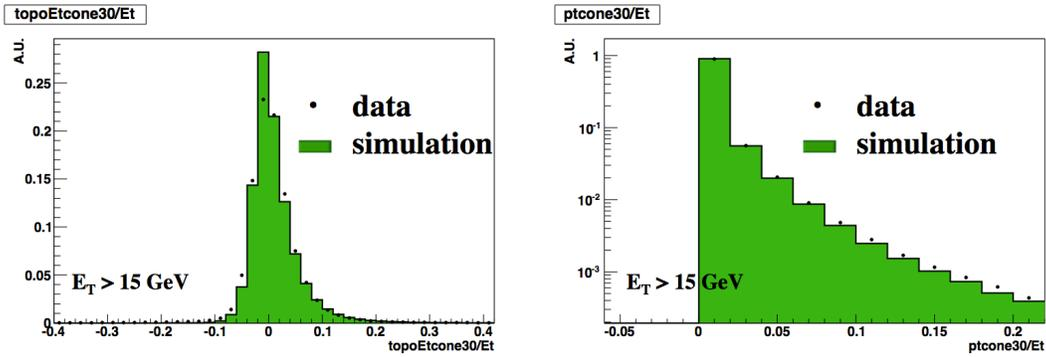 topoEtcone30/Et
A.U.
0.25
0.2
0.15
0.1
0.05
0
data
simulation
E_T > 15 GeV
-0.4 -0.3 -0.2 -0.1 0 0.1 0.2 0.3 0.4
topoEtcone30/Et
ptcone30/Et
A.U.
1
10^-1
10^-2
10^-3
data
simulation
E_T > 15 GeV
-0.05 0 0.05 0.1 0.15 0.2
ptcone30/Et